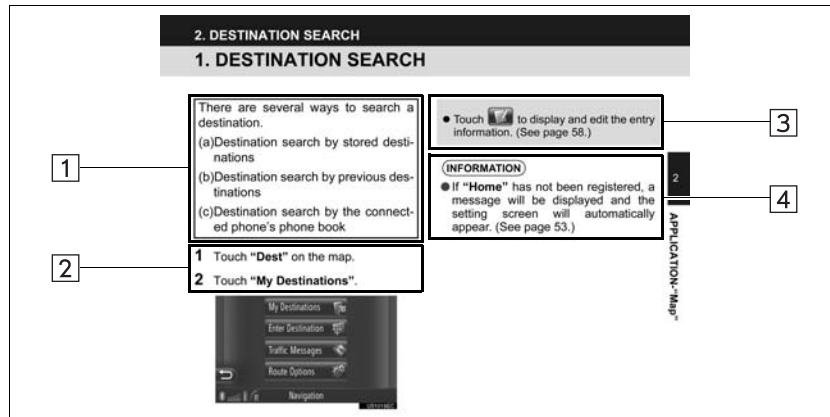 2. DESTINATION SEARCH
1. DESTINATION SEARCH
There are several ways to search a
destination.
(a)Destination search by stored desti-
nations
(b)Destination search by previous des-
tinations
(c)Destination search by the connect-
ed phone's phone book
1
1 Touch "Dest" on the map.
2 Touch "My Destinations".
2
My Destinations
Enter Destination
Traffic Messages
Route Options
Navigation
● Touch to display and edit the entry
information. (See page 58.)
3
INFORMATION
● If "Home" has not been registered, a
message will be displayed and the
setting screen will automatically
appear. (See page 53.)
4
2
APPLICATION-"Map"